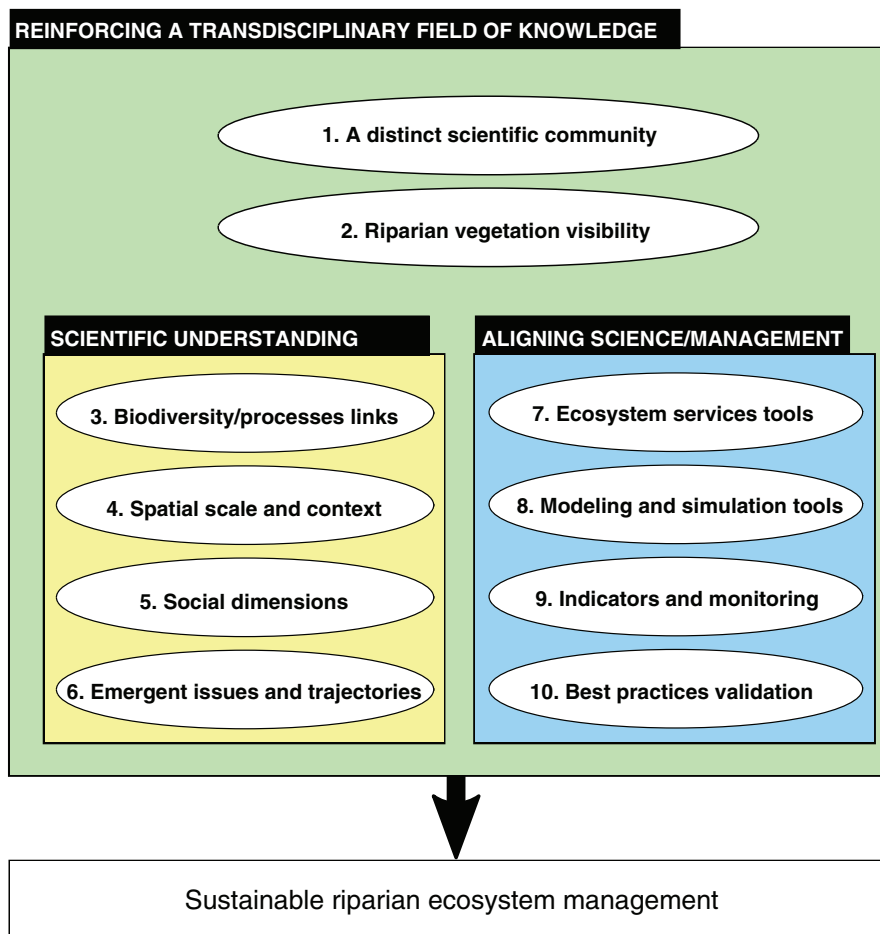 REINFORCING A TRANSDISCIPLINARY FIELD OF KNOWLEDGE
1. A distinct scientific community
2. Riparian vegetation visibility
SCIENTIFIC UNDERSTANDING
3. Biodiversity/processes links
4. Spatial scale and context
5. Social dimensions
6. Emergent issues and trajectories
ALIGNING SCIENCE/MANAGEMENT
7. Ecosystem services tools
8. Modeling and simulation tools
9. Indicators and monitoring
10. Best practices validation
Sustainable riparian ecosystem management